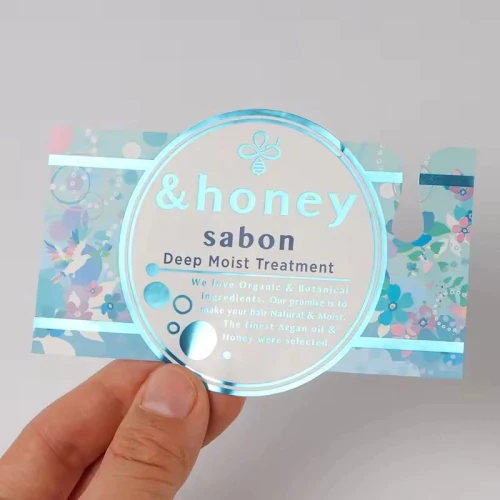 &honey
sabon
Deep Moist Treatment
We love Organic & Botanical
Ingredients. Our promise is to
make your hair Natural & Moist.
The finest Argan oil &
Honey were selected.